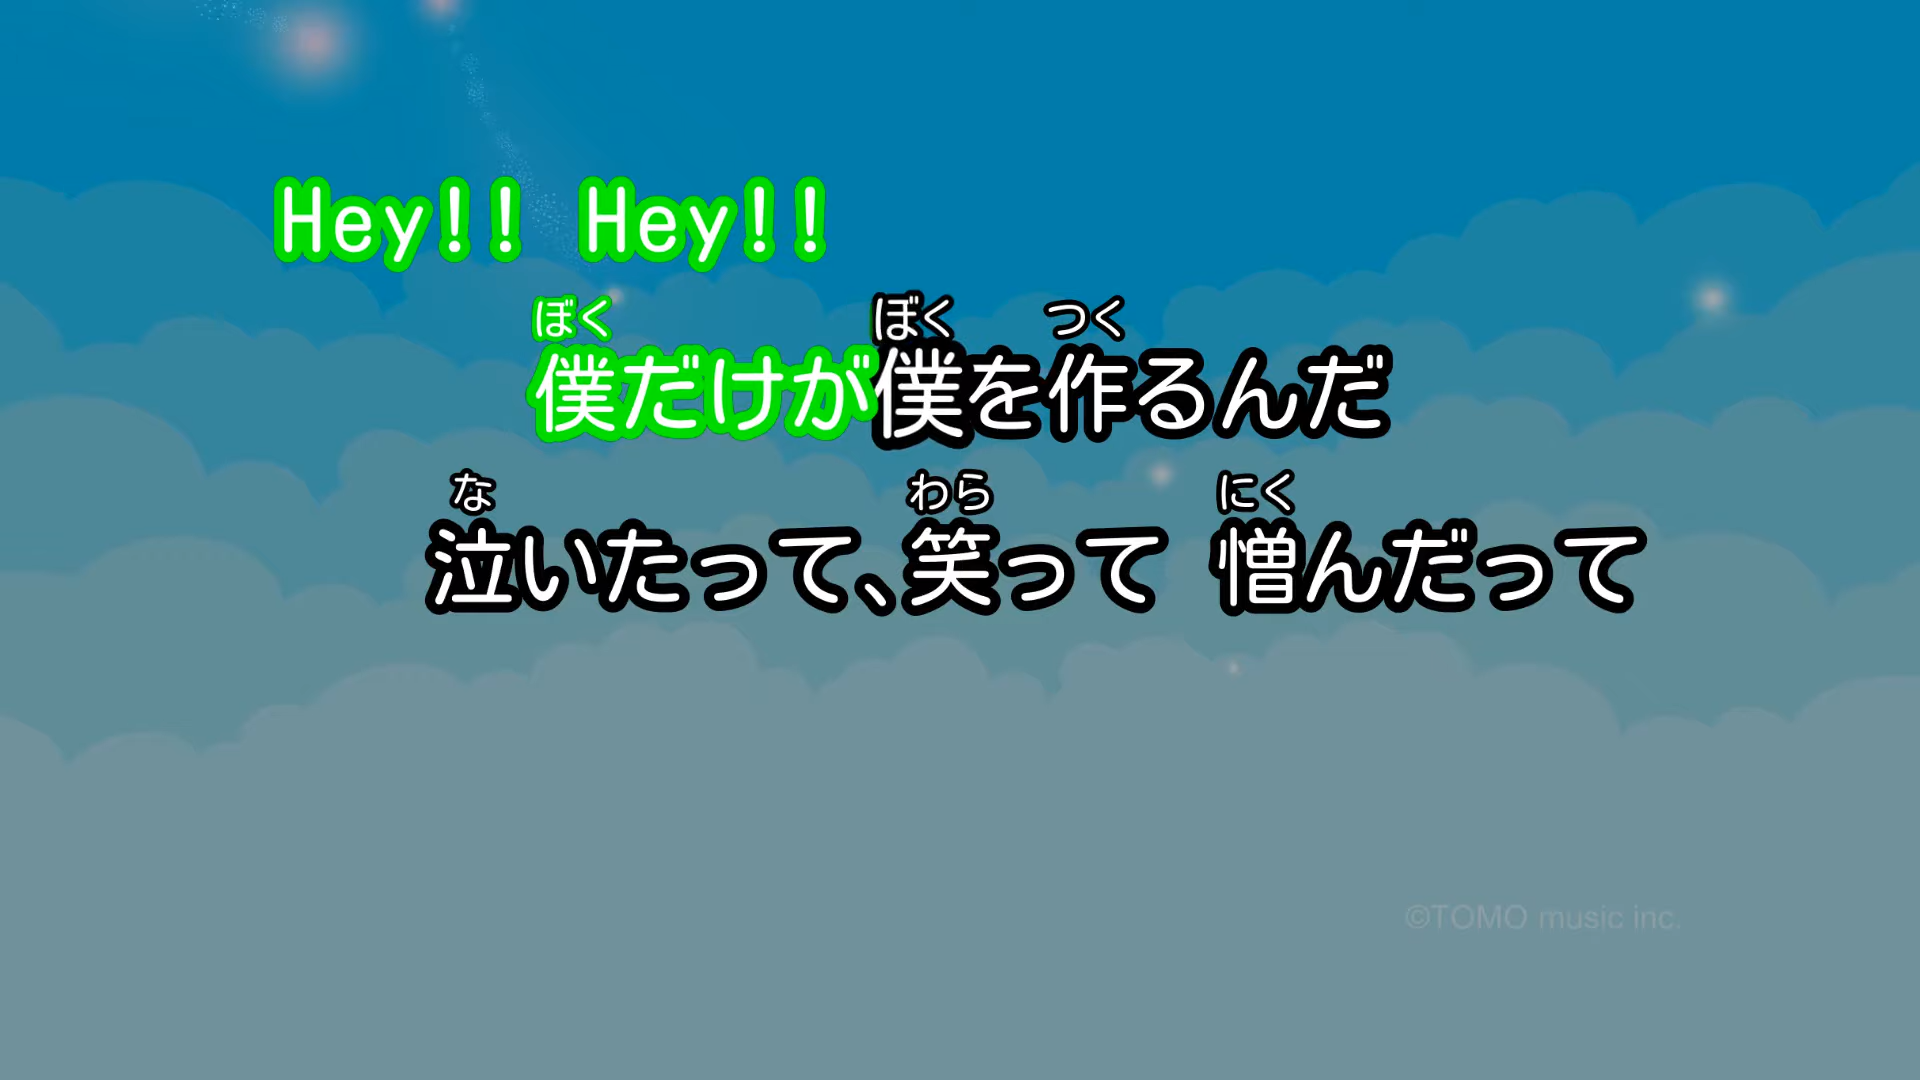 Hey!! Hey!!
ぼく ぼく つく
僕だけが僕を作るんだ
な わら にく
泣いたって、笑って 憎んだって
©TOMO music inc.